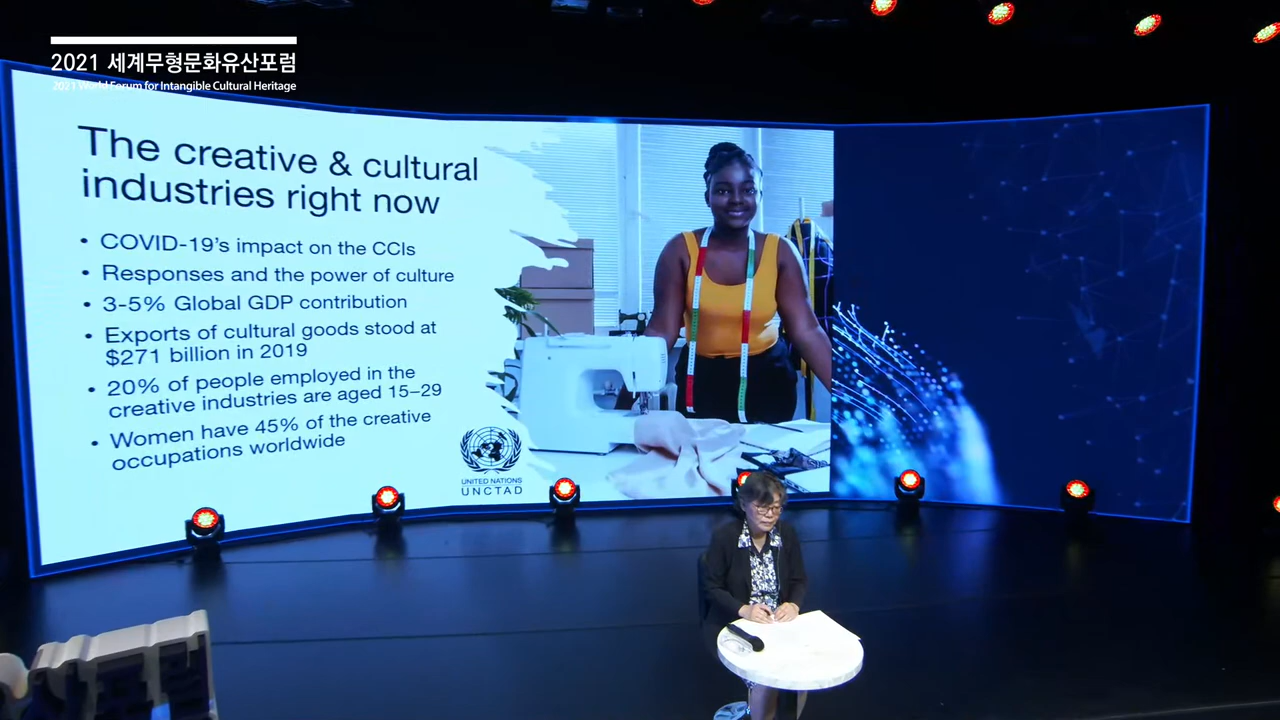 2021 세계무형문화유산포럼
2021 World Forum for Intangible Cultural Heritage
The creative & cultural
industries right now
• COVID-19's impact on the CCIs
• Responses and the power of culture
• 3-5% Global GDP contribution
• Exports of cultural goods stood at
$271 billion in 2019
• 20% of people employed in the
creative industries are aged 15–29
• Women have 45% of the creative
occupations worldwide
UNITED NATIONS
UNCTAD